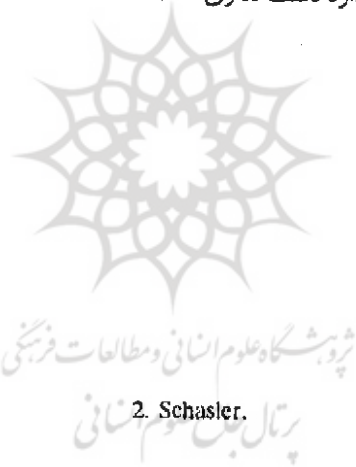 پژوهشگاه علوم انسانی و مطالعات فرهنگی
2. Schasler.
پرتال جامع علوم انسانی